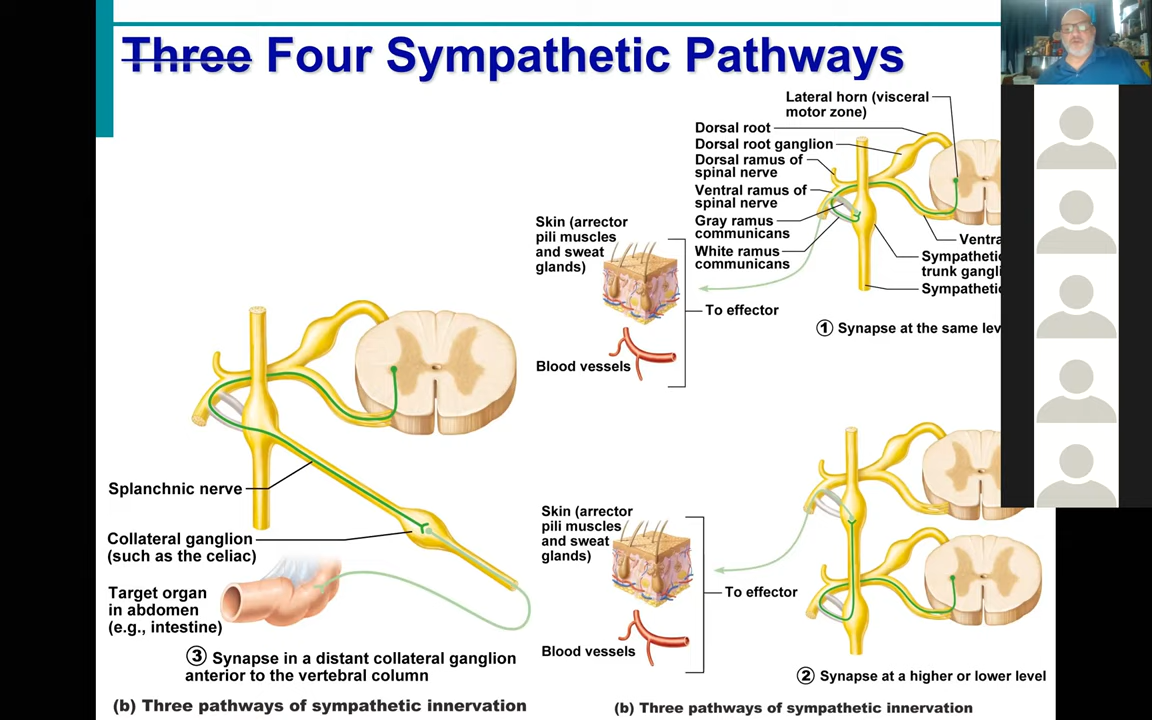 Three Four Sympathetic Pathways
Lateral horn (visceral
motor zone)
Dorsal root
Dorsal root ganglion
Dorsal ramus of
spinal nerve
Ventral ramus of
spinal nerve
Gray ramus
communicans
White ramus
communicans
Skin (arrector
pili muscles
and sweat
glands)
To effector
Blood vessels
Ventra
Sympathetic
trunk gangli
Sympathetic
① Synapse at the same lev
Splanchnic nerve
Collateral ganglion
(such as the celiac)
Target organ
in abdomen
(e.g., intestine)
③ Synapse in a distant collateral ganglion
anterior to the vertebral column
(b) Three pathways of sympathetic innervation
Skin (arrector
pili muscles
and sweat
glands)
To effector
Blood vessels
② Synapse at a higher or lower level
(b) Three pathways of sympathetic innervation